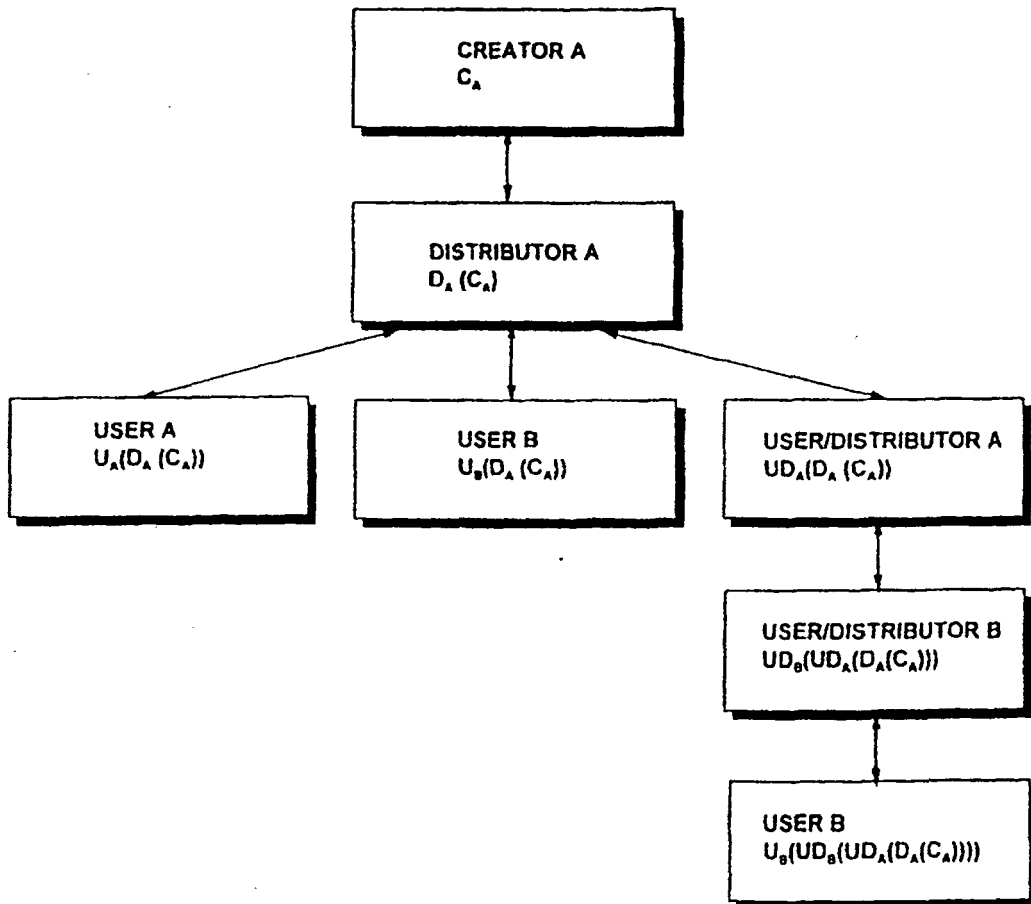 CREATOR A
C_A
DISTRIBUTOR A
D_A (C_A)
USER A
U_A(D_A (C_A))
USER B
U_B(D_A (C_A))
USER/DISTRIBUTOR A
UD_A(D_A (C_A))
USER/DISTRIBUTOR B
UD_B(UD_A(D_A(C_A)))
USER B
U_B(UD_B(UD_A(D_A(C_A))))